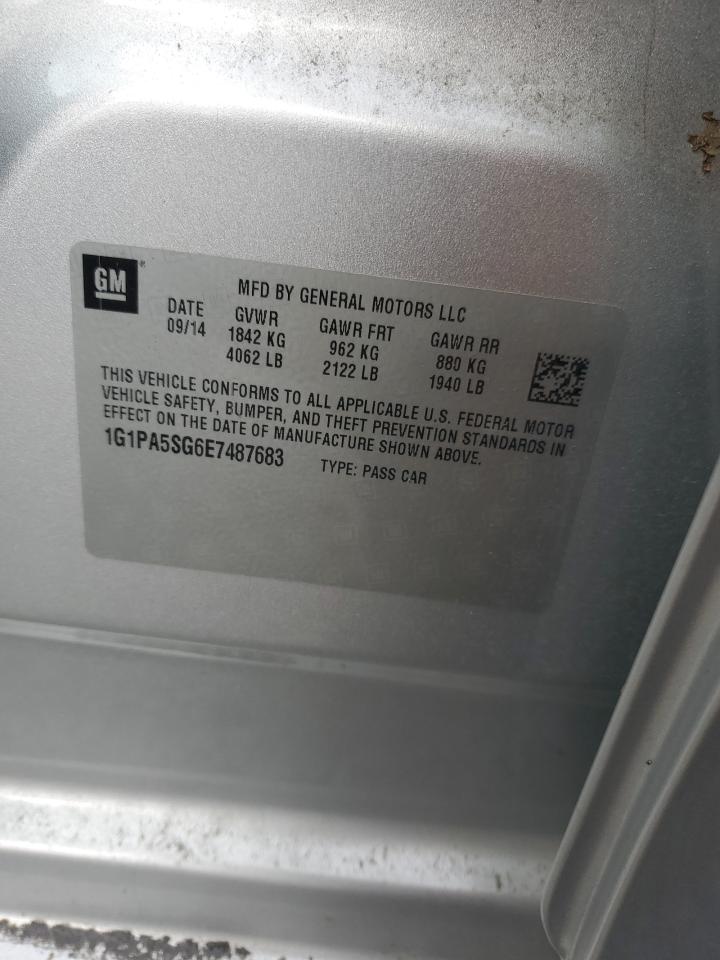 GM
MFD BY GENERAL MOTORS LLC
DATE GVWR GAWR FRT GAWR RR
09/14 1842 KG 962 KG 880 KG
4062 LB 2122 LB 1940 LB
THIS VEHICLE CONFORMS TO ALL APPLICABLE U.S. FEDERAL MOTOR
VEHICLE SAFETY, BUMPER, AND THEFT PREVENTION STANDARDS IN
EFFECT ON THE DATE OF MANUFACTURE SHOWN ABOVE.
1G1PA5SG6E7487683 TYPE: PASS CAR